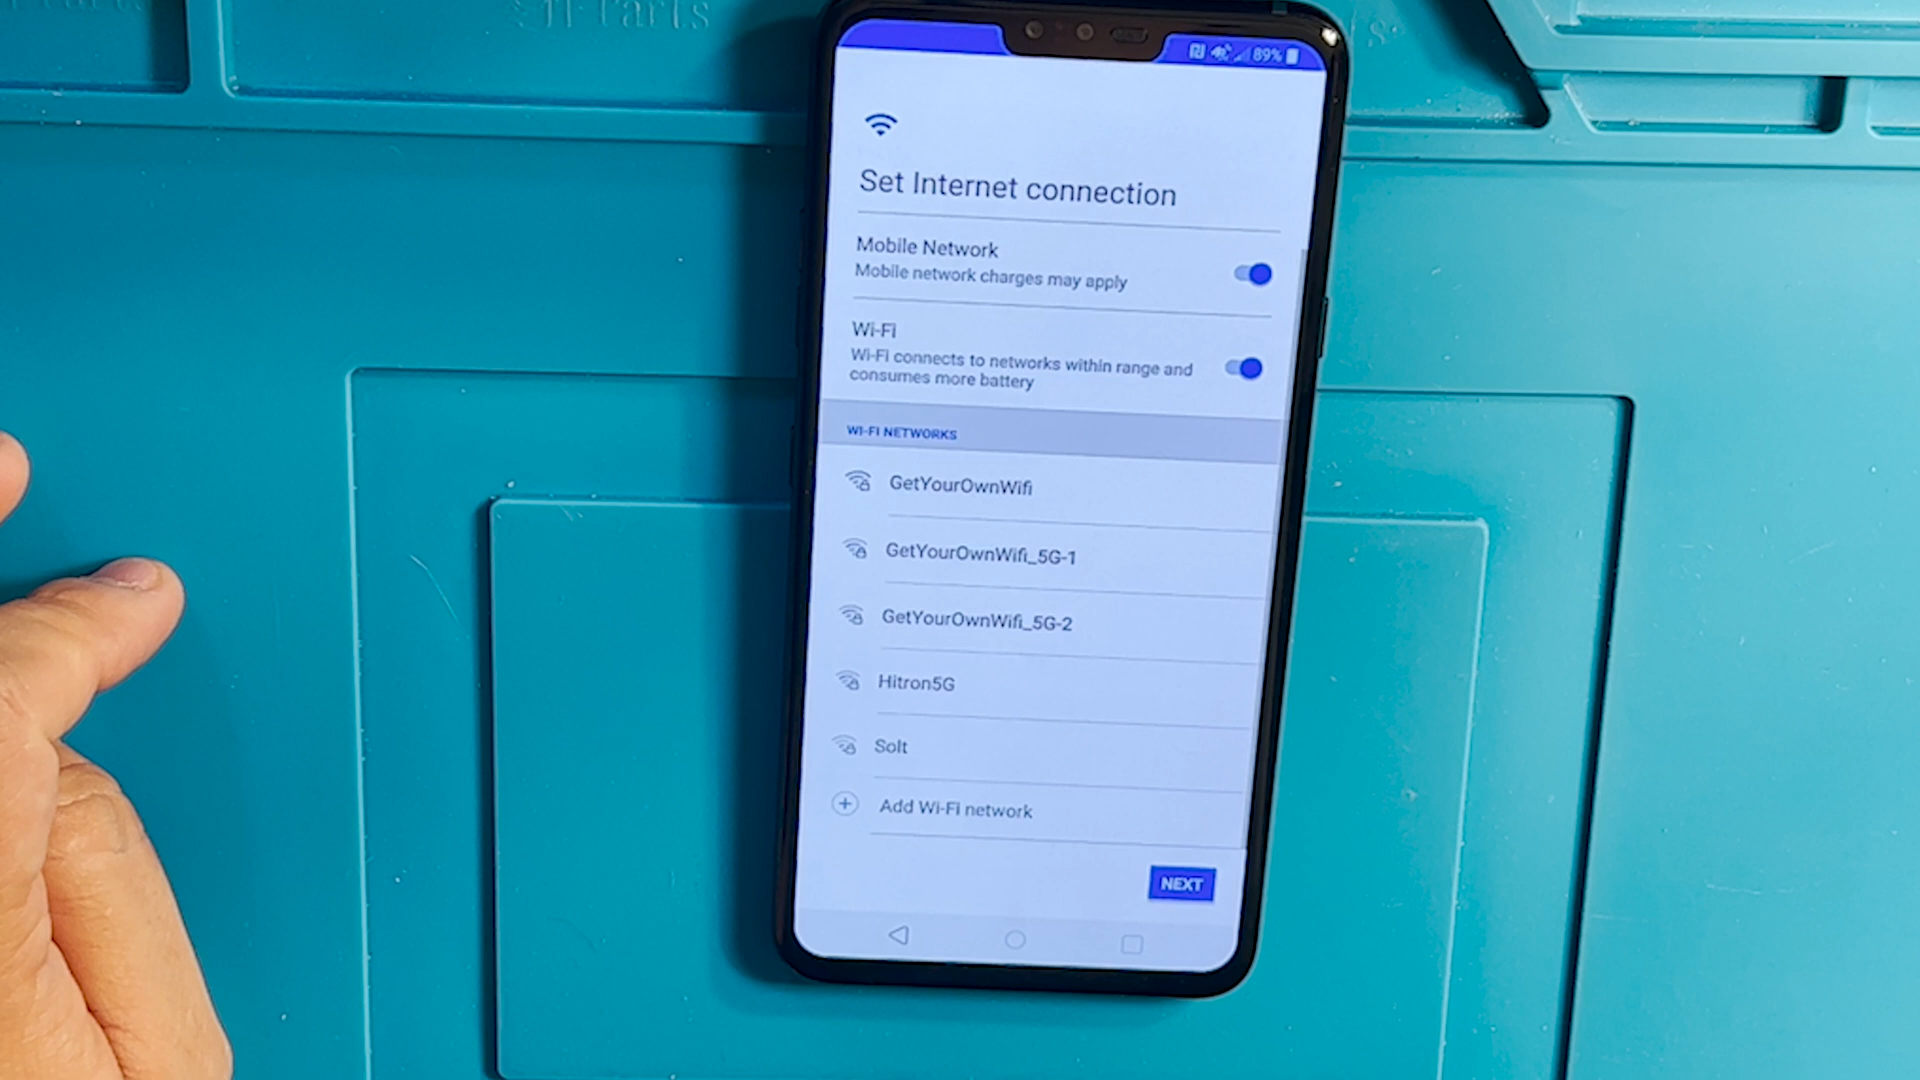 Parts
89%
Set Internet connection
Mobile Network
Mobile network charges may apply
Wi-Fi
Wi-Fi connects to networks within range and
consumes more battery
WI-FI NETWORKS
GetYourOwnWifi
GetYourOwnWifi_5G-1
GetYourOwnWifi_5G-2
Hitron5G
Solt
Add Wi-Fi network
NEXT